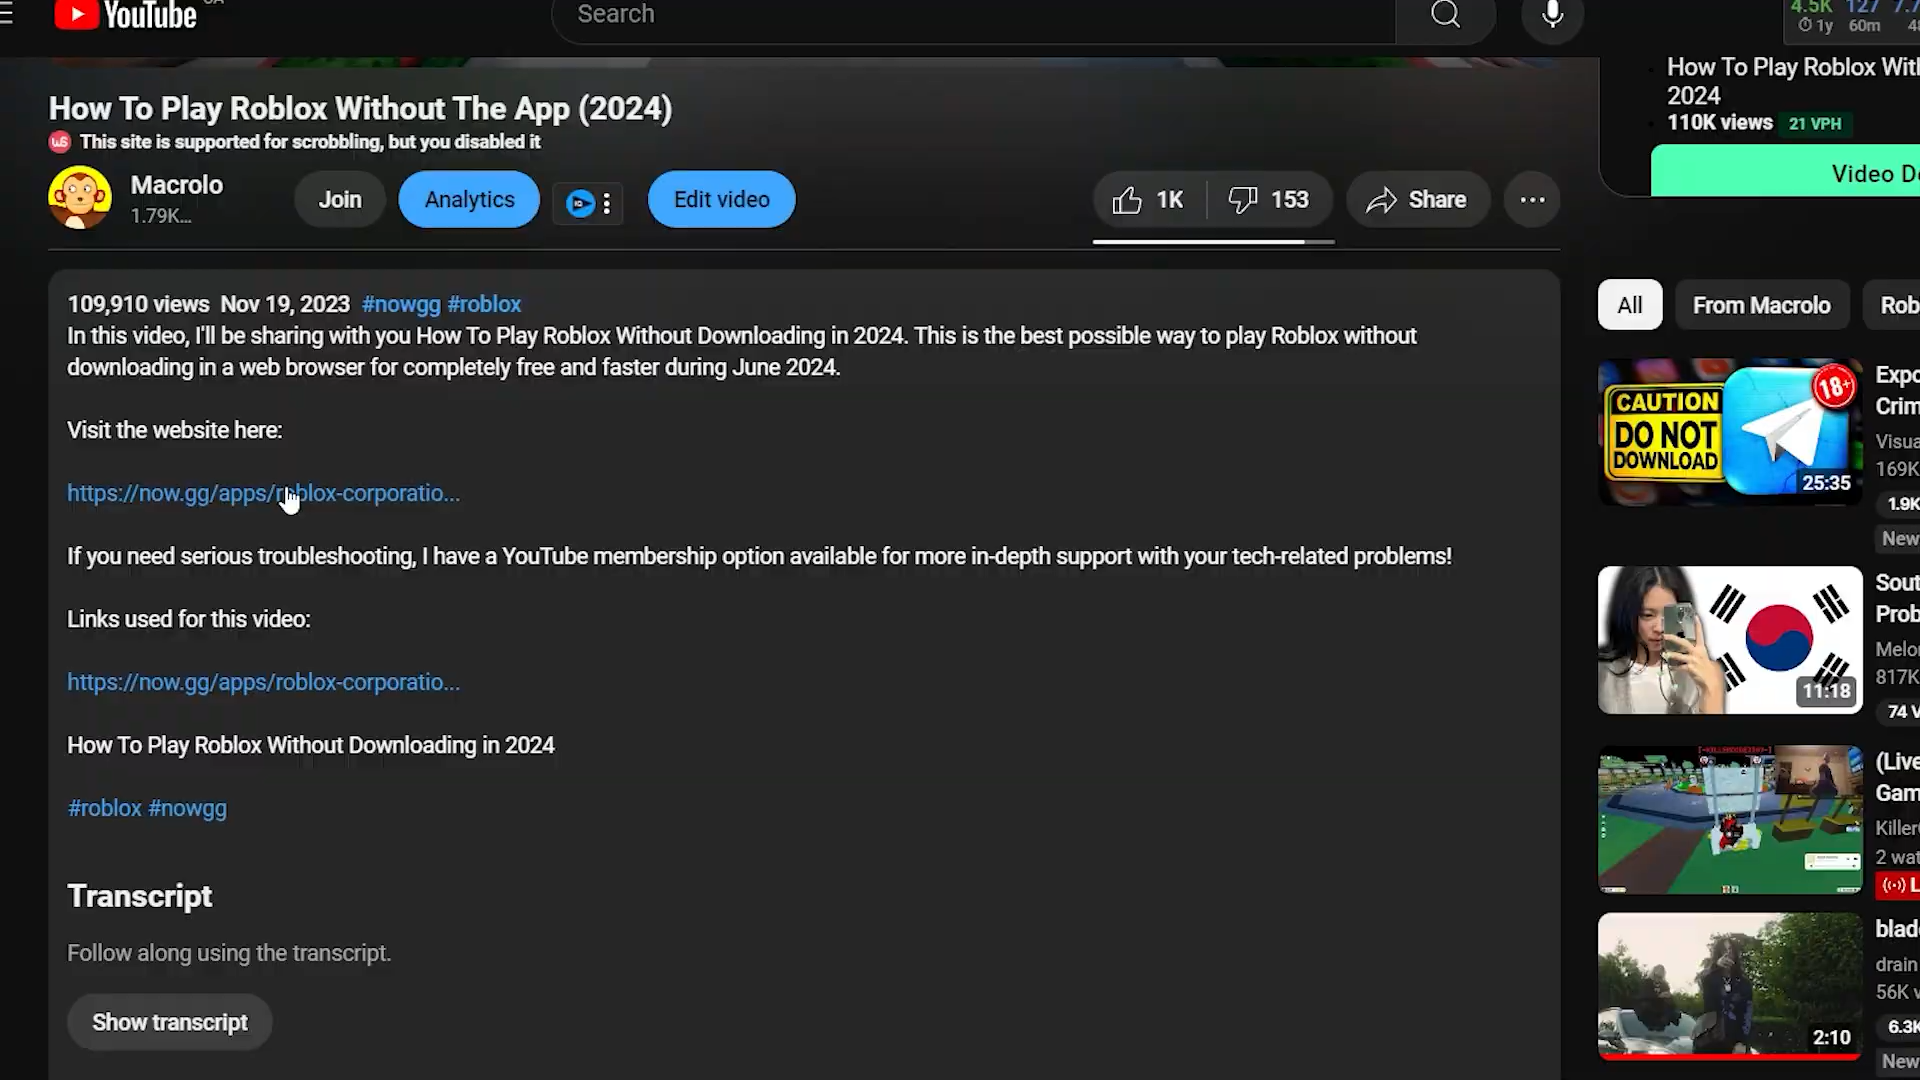 YouTube
Search
4.5K 127 7.7
1y 60m 48
How To Play Roblox With
2024
110K views 21 VPH
Video De
How To Play Roblox Without The App (2024)
This site is supported for scrobbling, but you disabled it
Macrolo
1.79K...
Join
Analytics
Edit video
1K
153
Share
109,910 views Nov 19, 2023 #nowgg #roblox
In this video, I'll be sharing with you How To Play Roblox Without Downloading in 2024. This is the best possible way to play Roblox without
downloading in a web browser for completely free and faster during June 2024.
Visit the website here:
https://now.gg/apps/roblox-corporatio...
If you need serious troubleshooting, I have a YouTube membership option available for more in-depth support with your tech-related problems!
Links used for this video:
https://now.gg/apps/roblox-corporatio...
How To Play Roblox Without Downloading in 2024
#roblox #nowgg
Transcript
Follow along using the transcript.
Show transcript
All
From Macrolo
Rob
CAUTION
DO NOT
DOWNLOAD
18+
25:35
Expo
Crim
Visua
169K
1.9K
New
11:18
Sout
Prob
Melo
817K
74 V
(Live
Gam
Killer
2 wat
L
2:10
blad
drain
56K v
6.3K
New